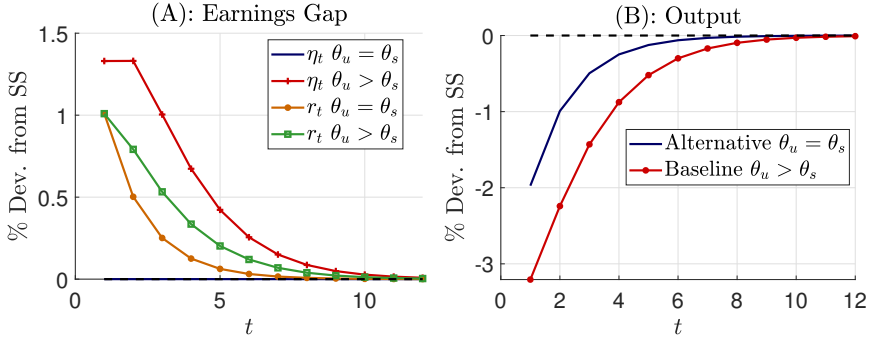 (A): Earnings Gap
1.5
1
0.5
0
% Dev. from SS
0
5
10
t
η_t θ_u = θ_s
η_t θ_u > θ_s
r_t θ_u = θ_s
r_t θ_u > θ_s
(B): Output
0
-1
-2
-3
% Dev. from SS
0
2
4
6
8
10
12
t
Alternative θ_u = θ_s
Baseline θ_u > θ_s